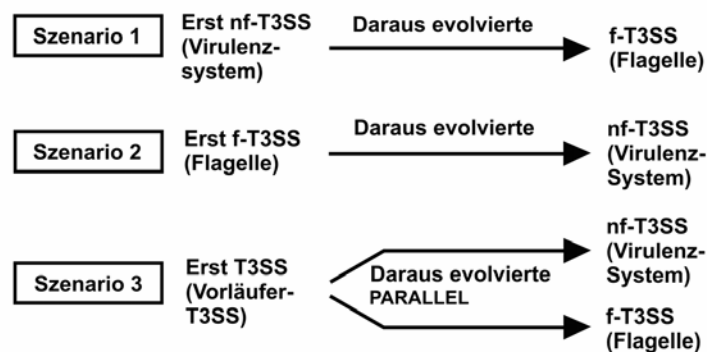 Szenario 1
Erst nf-T3SS
(Virulenz-
system)
Daraus evolvierte
f-T3SS
(Flagelle)
Szenario 2
Erst f-T3SS
(Flagelle)
Daraus evolvierte
nf-T3SS
(Virulenz-
System)
Szenario 3
Erst T3SS
(Vorläufer-
T3SS)
Daraus evolvierte
PARALLEL
nf-T3SS
(Virulenz-
System)
f-T3SS
(Flagelle)